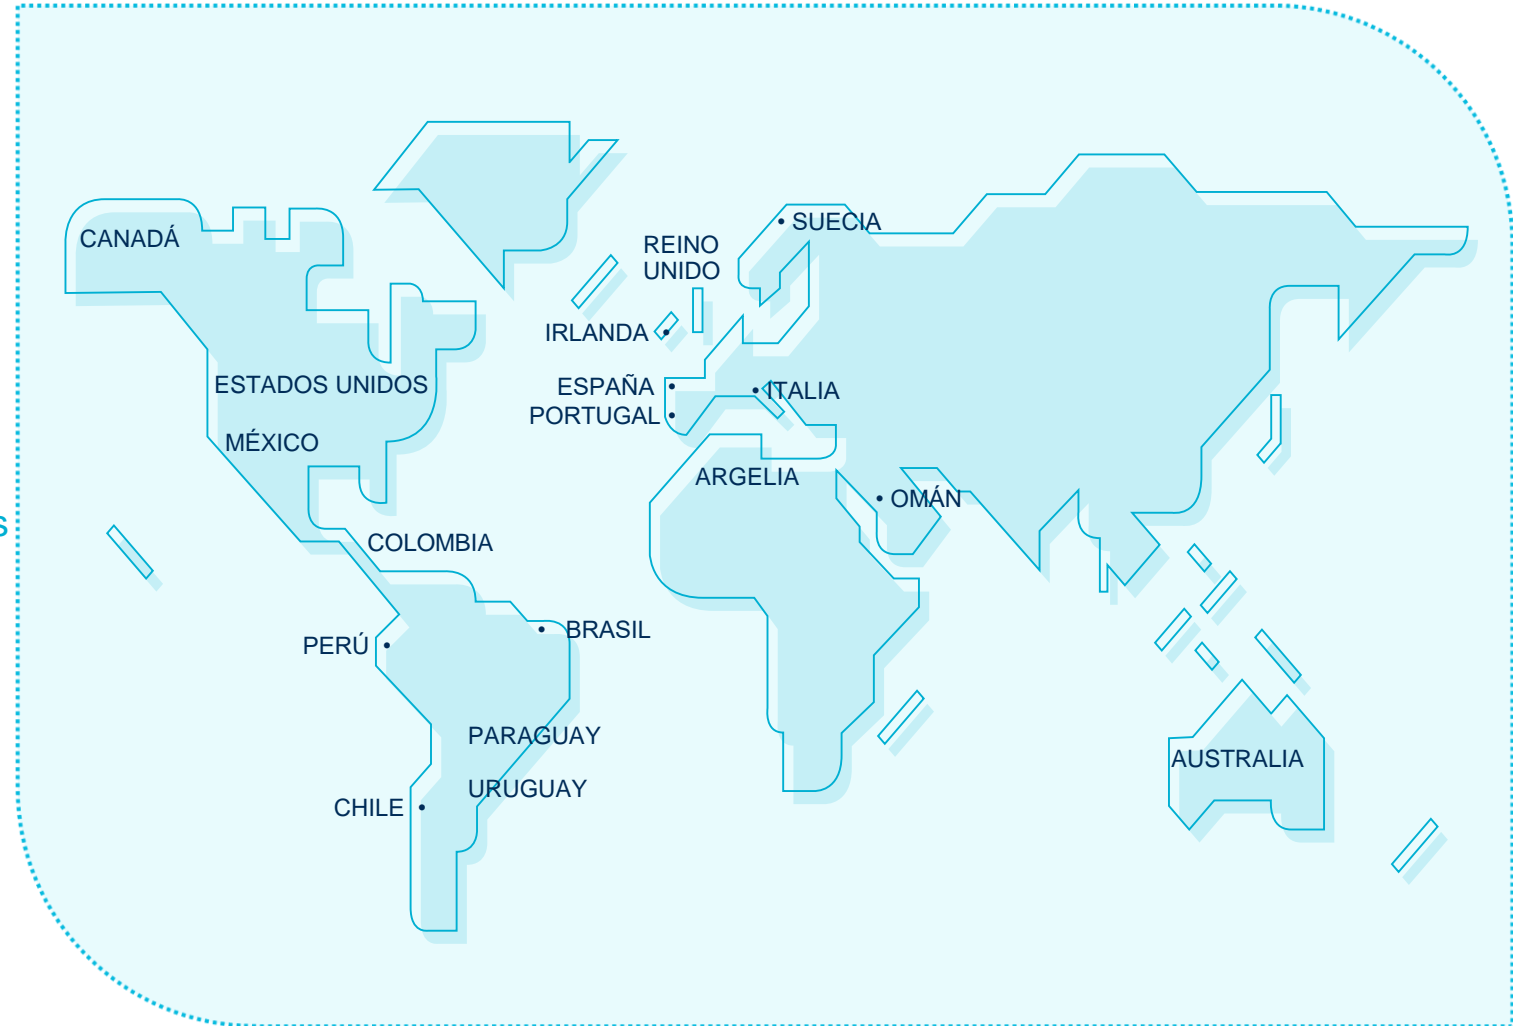 SUECIA
CANADÁ
REINO
UNIDO
IRLANDA
ESTADOS UNIDOS
ESPAÑA
ITALIA
PORTUGAL
MÉXICO
ARGELIA
OMÁN
S
COLOMBIA
BRASIL
PERÚ
PARAGUAY
AUSTRALIA
URUGUAY
CHILE